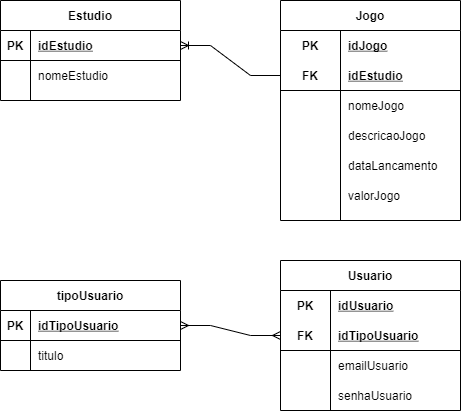 Estudio
PK idEstudio
nomeEstudio
Jogo
PK idJogo
FK idEstudio
nomeJogo
descricaoJogo
dataLancamento
valorJogo
tipoUsuario
PK idTipoUsuario
titulo
Usuario
PK idUsuario
FK idTipoUsuario
emailUsuario
senhaUsuario